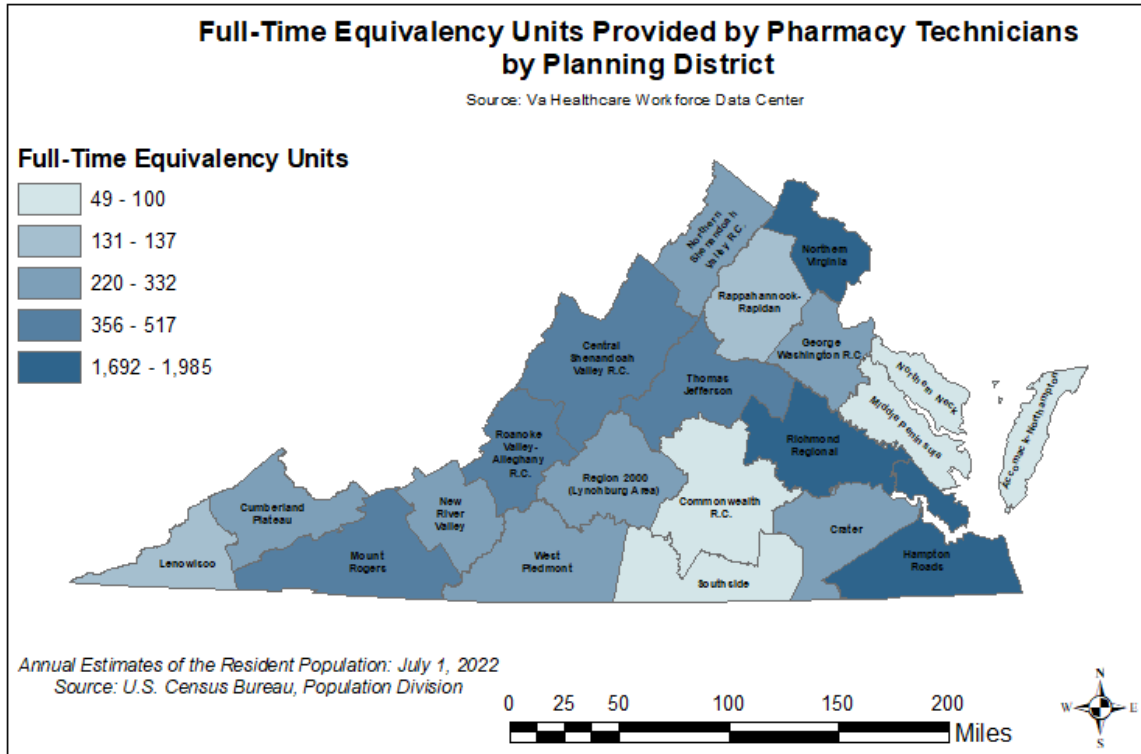 Full-Time Equivalency Units Provided by Pharmacy Technicians
by Planning District
Source: Va Healthcare Workforce Data Center
Full-Time Equivalency Units
49 - 100
131 - 137
220 - 332
356 - 517
1,692 - 1,985
Northern
Shenandoah
Valley R.C.
Northern
Virginia
Rappahannock-
Rapidan
Central
Shenandoah
Valley R.C.
George
Washington R.C.
Thomas
Jefferson
Northern Neck
Middle Peninsula
Accomack-Northampton
Roanoke
Valley-
Alleghany
R.C.
Richmond
Regional
Region 2000
(Lynchburg Area)
Commonwealth
R.C.
Cumberland
Plateau
New
River
Valley
Crater
Lenowisco
Mount
Rogers
West
Piedmont
Southside
Hampton
Roads
Annual Estimates of the Resident Population: July 1, 2022
Source: U.S. Census Bureau, Population Division
0 25 50 100 150 200
Miles
N
W E
S